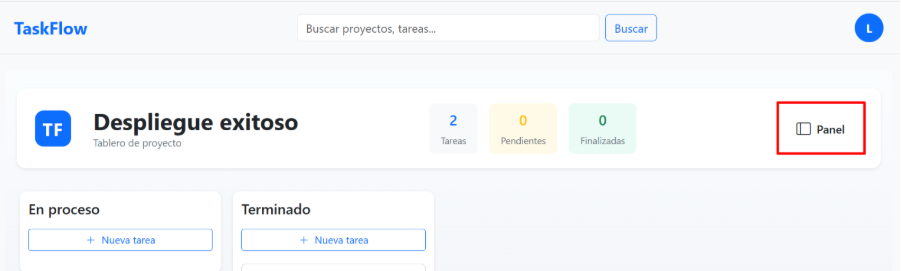 TaskFlow
Buscar proyectos, tareas...
Buscar
L
TF
Despliegue exitoso
Tablero de proyecto
2
Tareas
0
Pendientes
0
Finalizadas
Panel
En proceso
+ Nueva tarea
Terminado
+ Nueva tarea